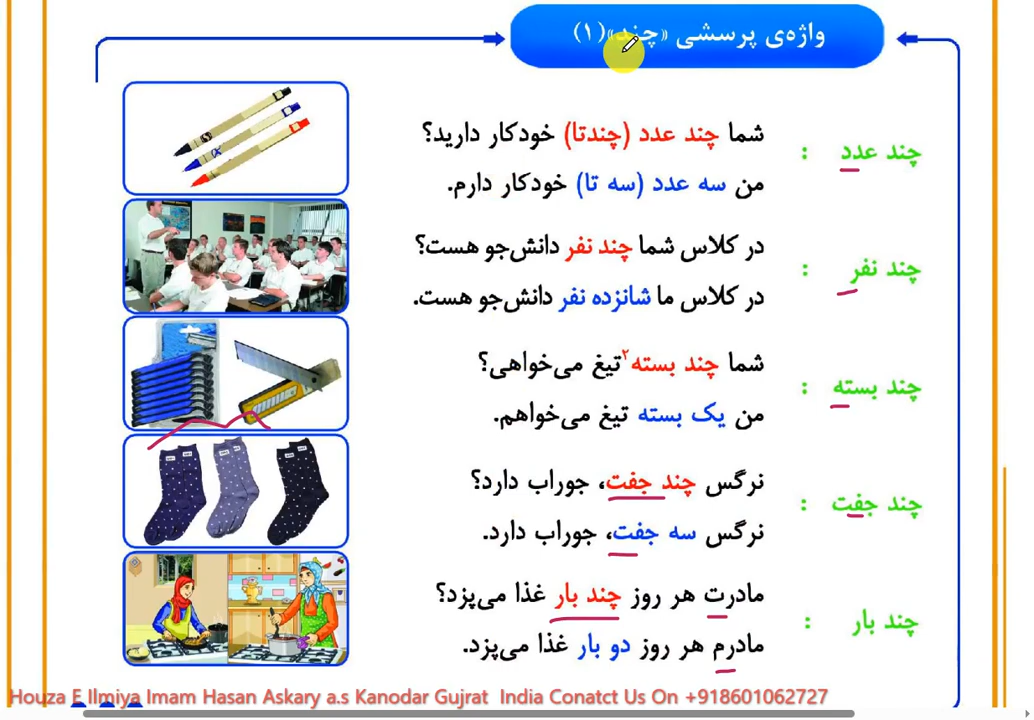 واژه‌ی پرسشی «چند»(۱)
چند عدد :
شما چند عدد (چندتا) خودکار دارید؟
من سه عدد (سه تا) خودکار دارم.
چند نفر :
در کلاس شما چند نفر دانش‌جو هست؟
در کلاس ما شانزده نفر دانش‌جو هست.
چند بسته :
شما چند بسته۲ تیغ می‌خواهی؟
من یک بسته تیغ می‌خواهم.
چند جفت :
نرگس چند جفت، جوراب دارد؟
نرگس سه جفت، جوراب دارد.
چند بار :
مادرت هر روز چند بار غذا می‌پزد؟
مادرم هر روز دو بار غذا می‌پزد.
Houza E Ilmiya Imam Hasan Askary a.s Kanodar Gujrat India Conatct Us On +918601062727